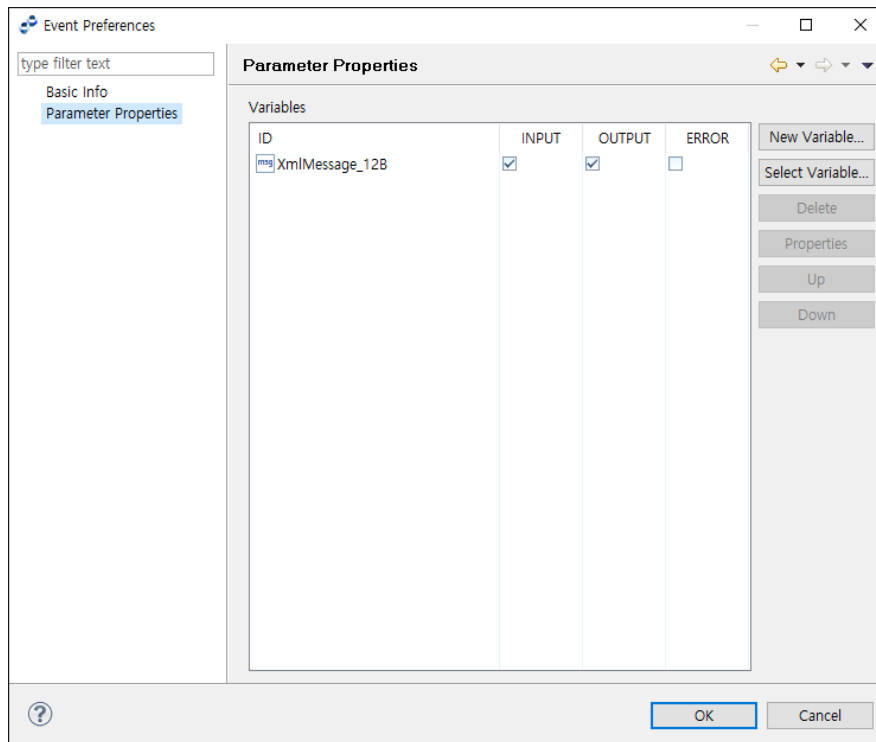 Event Preferences
type filter text
Basic Info
Parameter Properties
Parameter Properties
Variables
ID INPUT OUTPUT ERROR
msg XmlMessage_12B
New Variable...
Select Variable...
Delete
Properties
Up
Down
?
OK Cancel